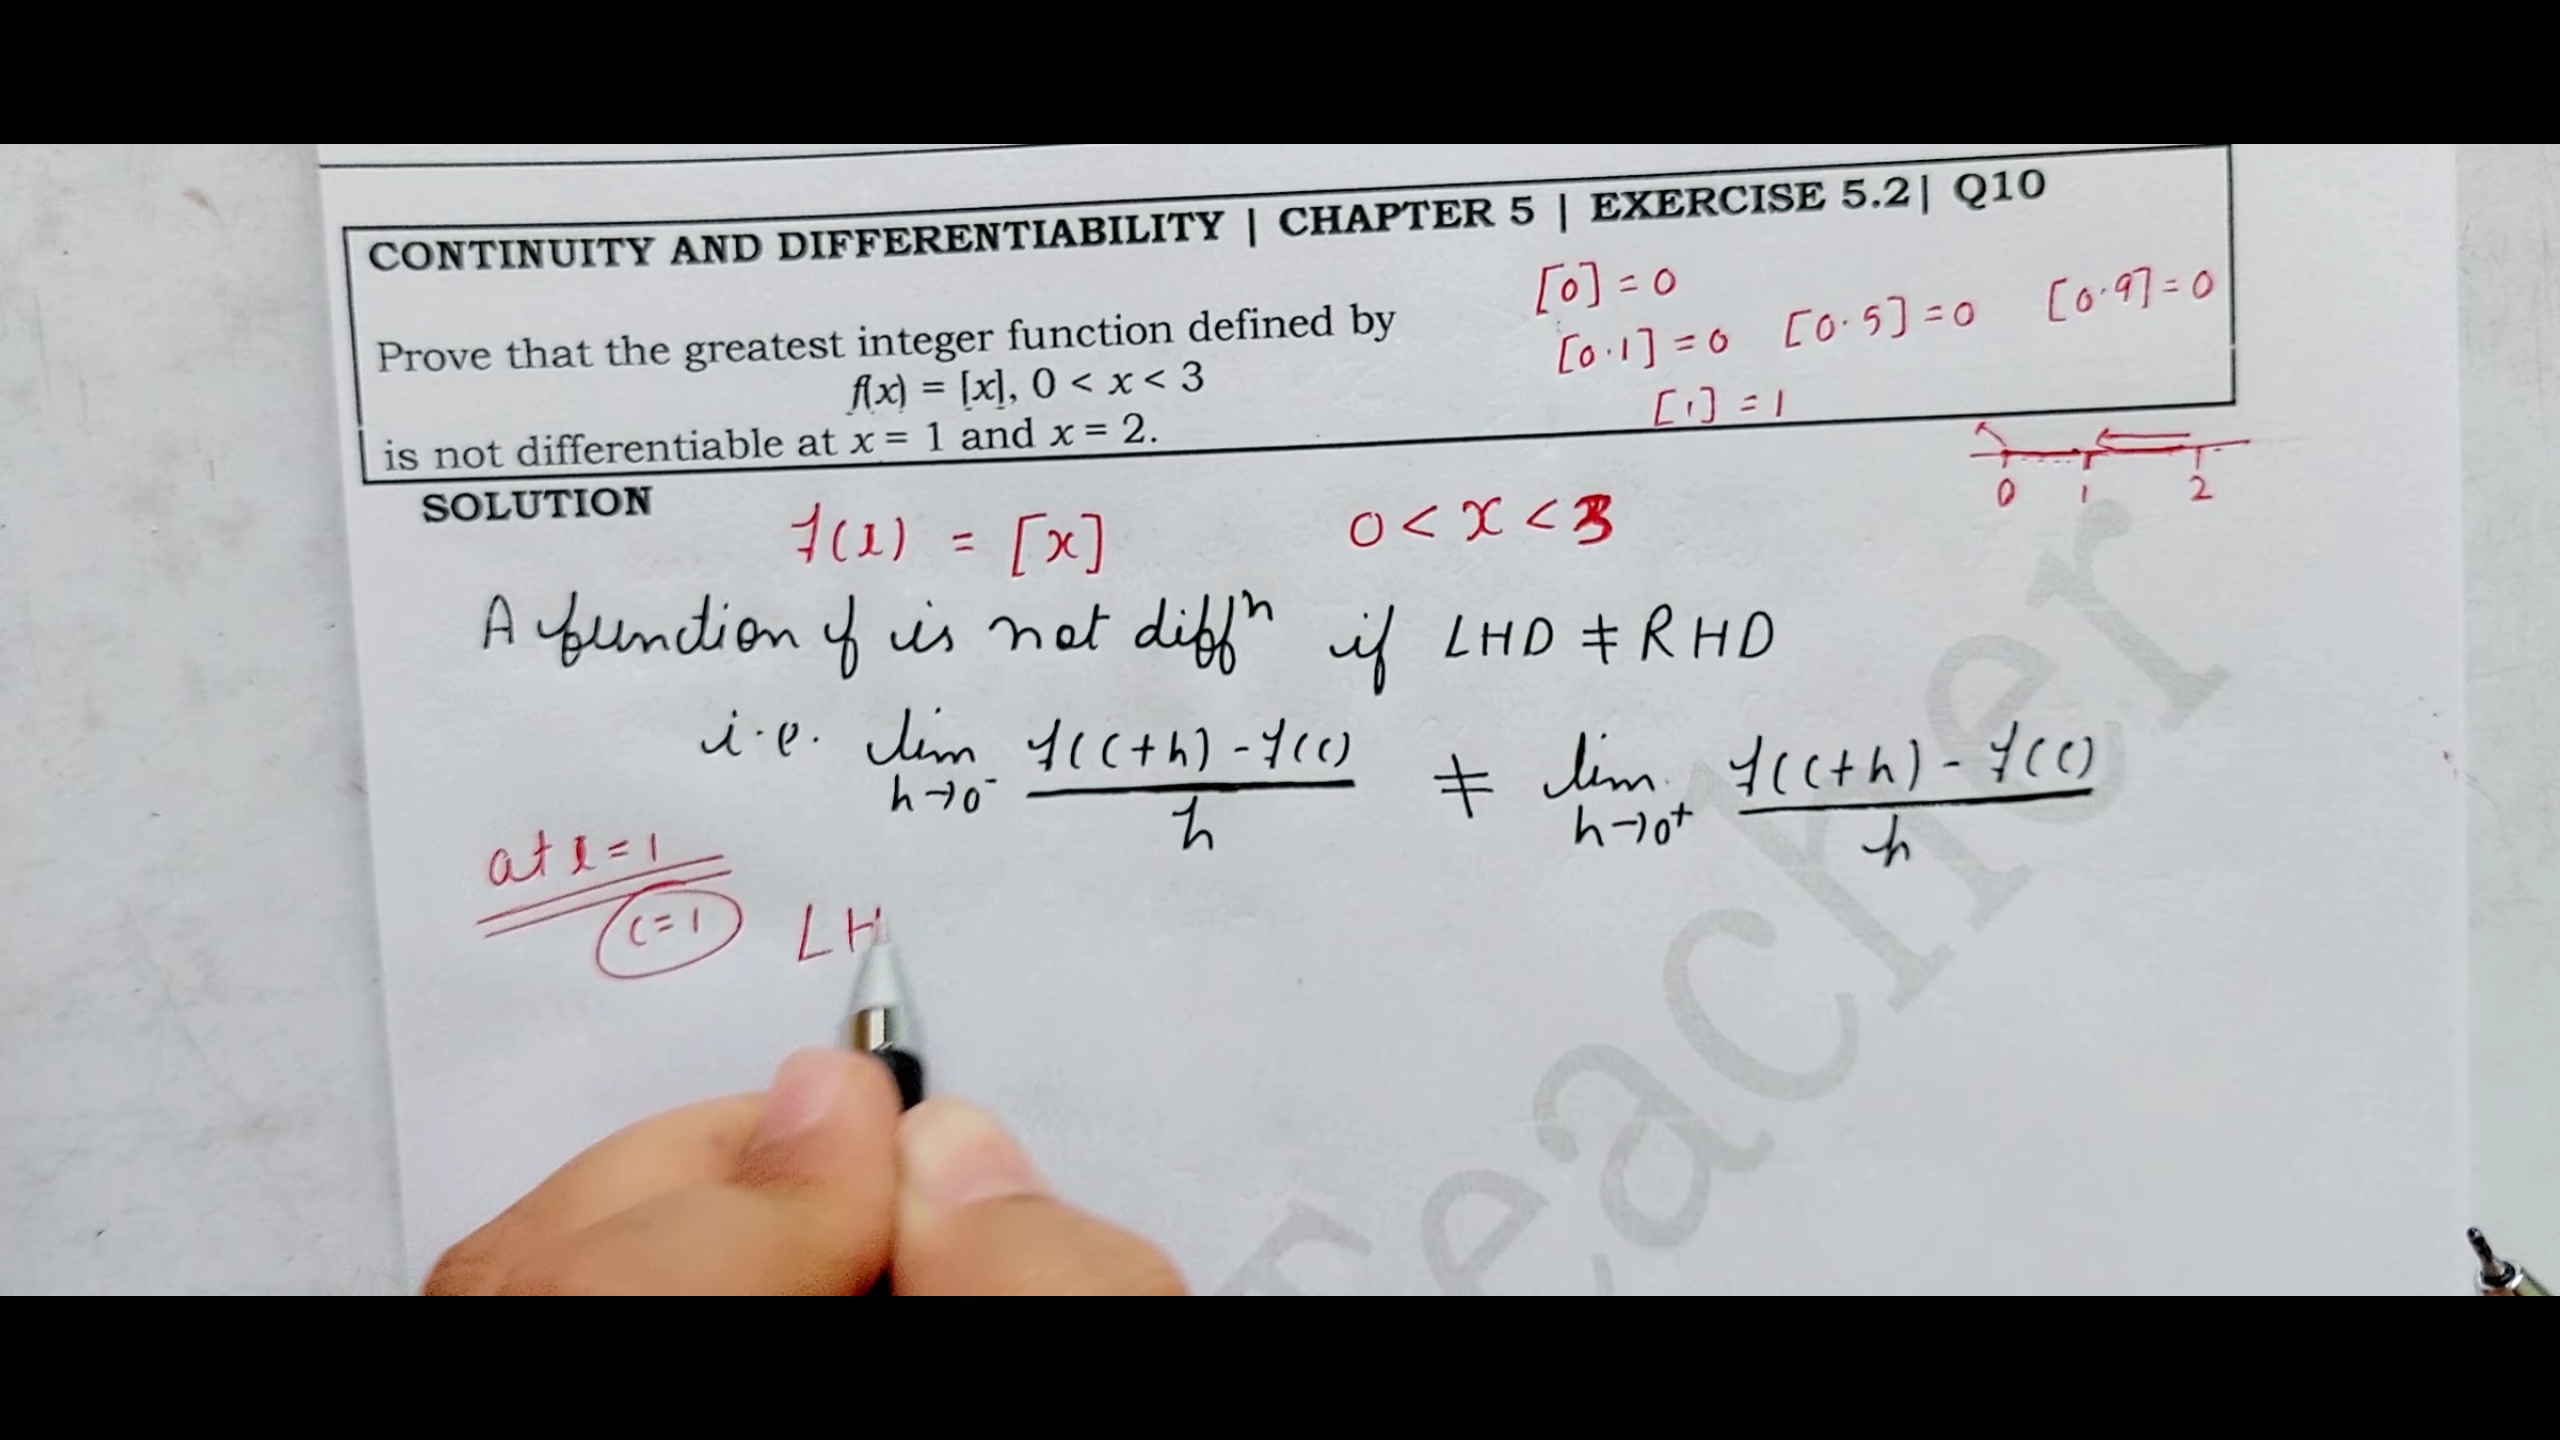 CONTINUITY AND DIFFERENTIABILITY | CHAPTER 5 | EXERCISE 5.2| Q10
[0] = 0
[0.1] = 0 [0.5] = 0 [0.9] = 0
[1] = 1
Prove that the greatest integer function defined by
f(x) = [x], 0 < x < 3
is not differentiable at x = 1 and x = 2.
0 1 2
SOLUTION
f(x) = [x] 0 < x < 3
A function f is not diffⁿ if LHD ≠ RHD
i.e. lim h→0⁻ f(c+h) - f(c) / h ≠ lim h→0⁺ f(c+h) - f(c) / h
at x = 1
c = 1 LH
eacher